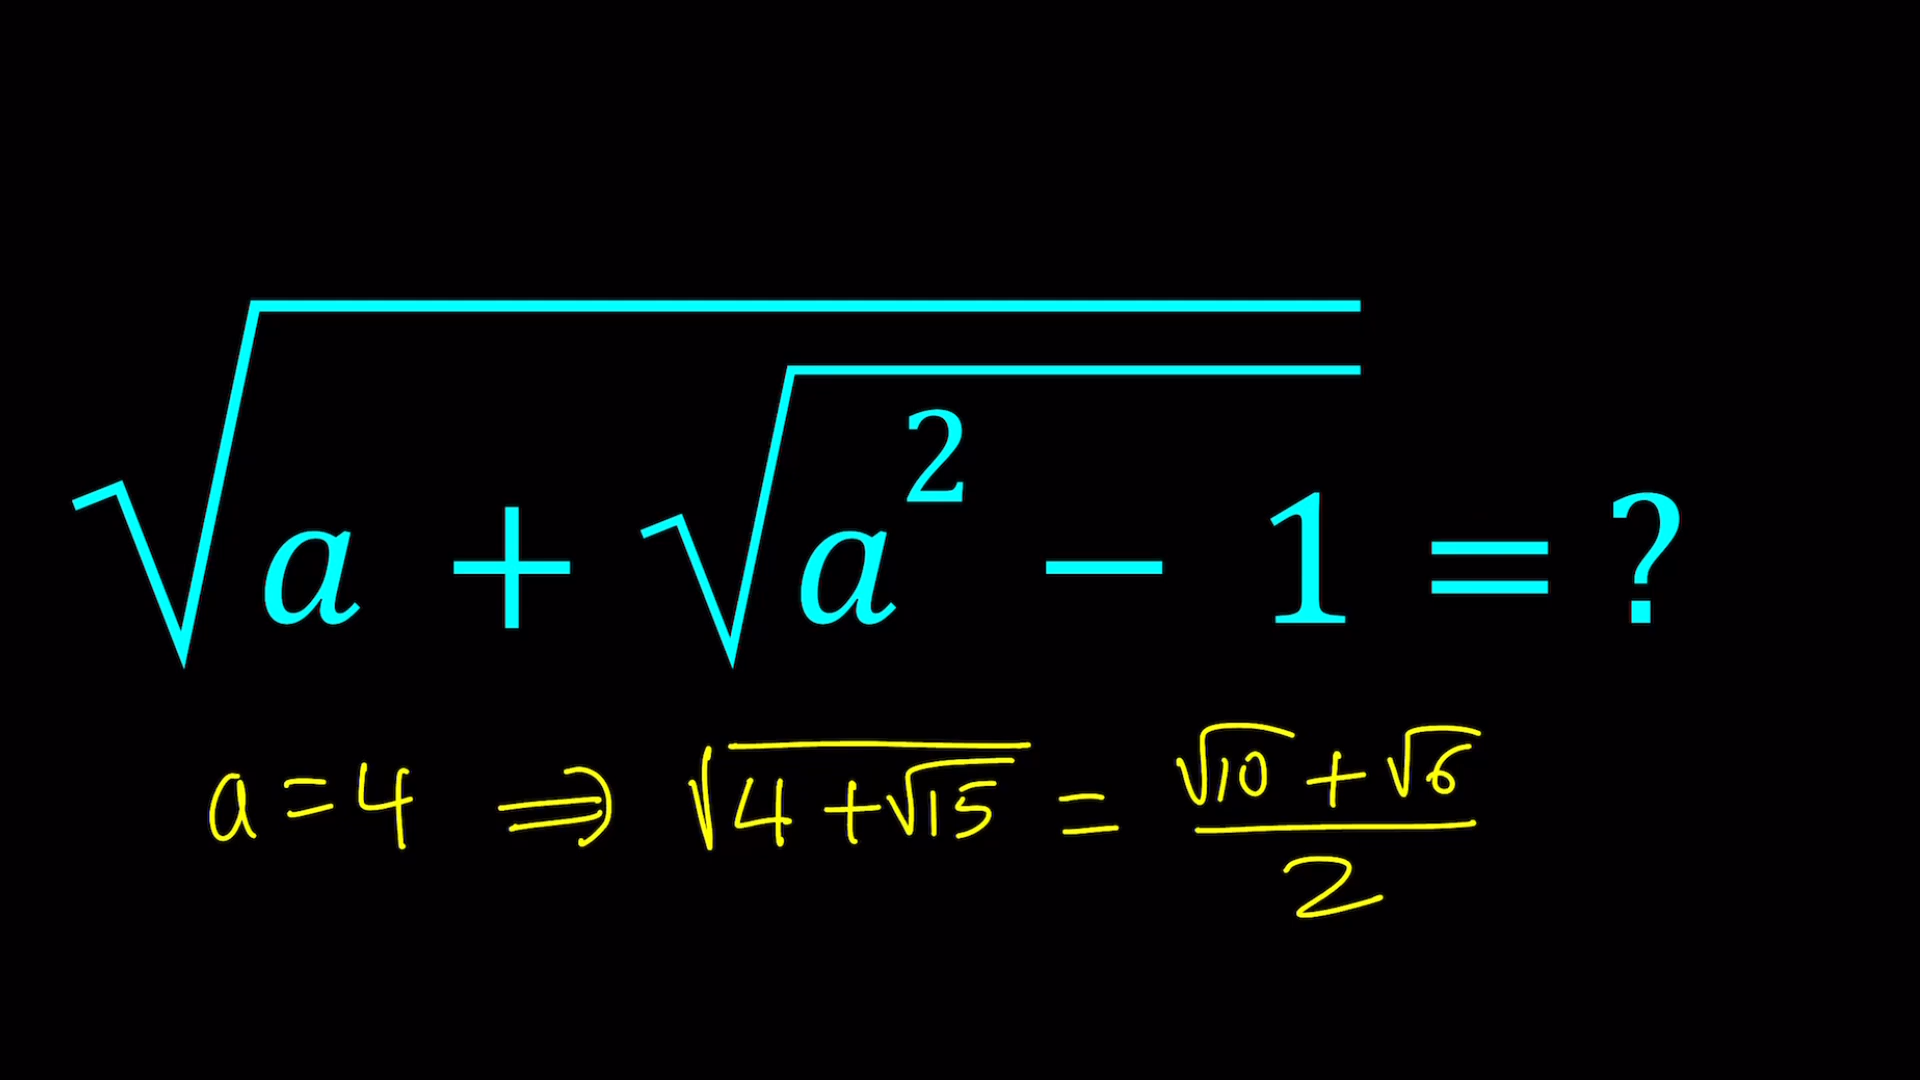 √(a + √(a² − 1)) = ?
a = 4 ⇒ √(4 + √15) = (√10 + √6)/2